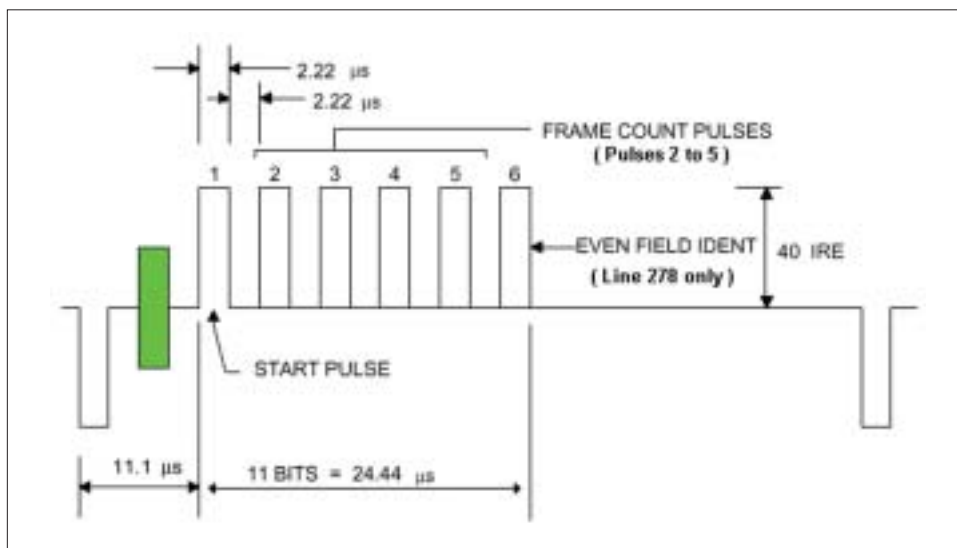 2.22 µs
2.22 µs
FRAME COUNT PULSES
( Pulses 2 to 5 )
1 2 3 4 5 6
EVEN FIELD IDENT
( Line 278 only )
40 IRE
START PULSE
11.1 µs
11 BITS = 24.44 µs